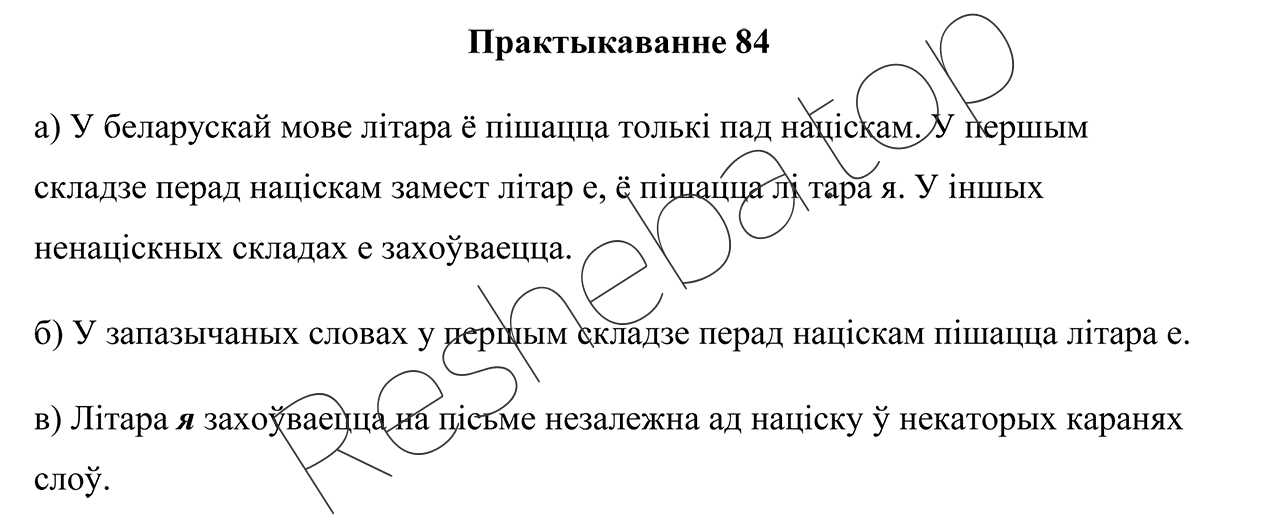 Практыкаванне 84
а) У беларускай мове літара ё пішацца толькі пад націскам. У першым
складзе перад націскам замест літар е, ё пішацца лі тара я. У іншых
ненаціскных складах е захоўваецца.
б) У запазычаных словах у першым складзе перад націскам пішацца літара е.
в) Літара я захоўваецца на пісьме незалежна ад націску ў некаторых каранях
слоў.
Reshebatop